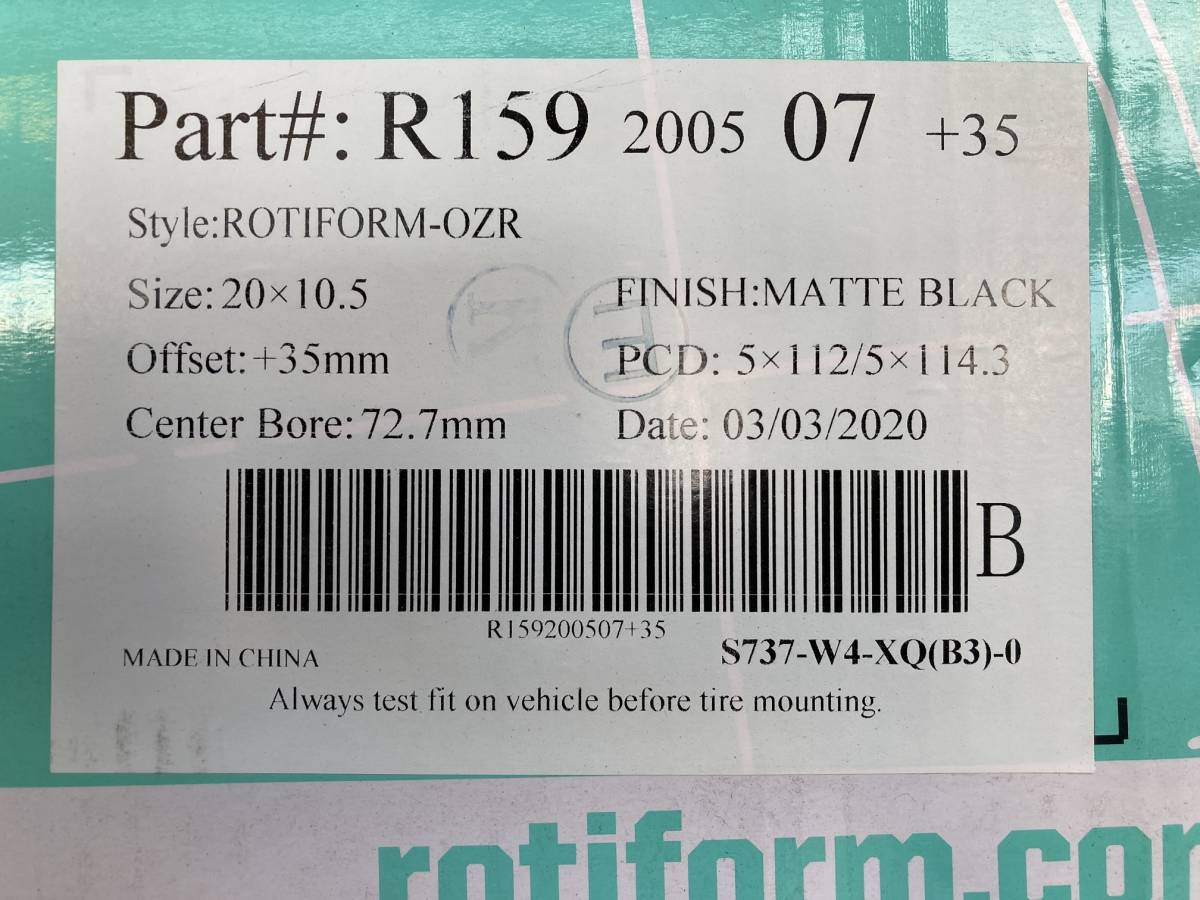 Part#: R159 2005 07 +35
Style:ROTIFORM-OZR
Size: 20×10.5 FINISH:MATTE BLACK
Offset: +35mm PCD: 5×112/5×114.3
Center Bore: 72.7mm Date: 03/03/2020
B
R159200507+35
MADE IN CHINA S737-W4-XQ(B3)-0
Always test fit on vehicle before tire mounting.
rotiform.com